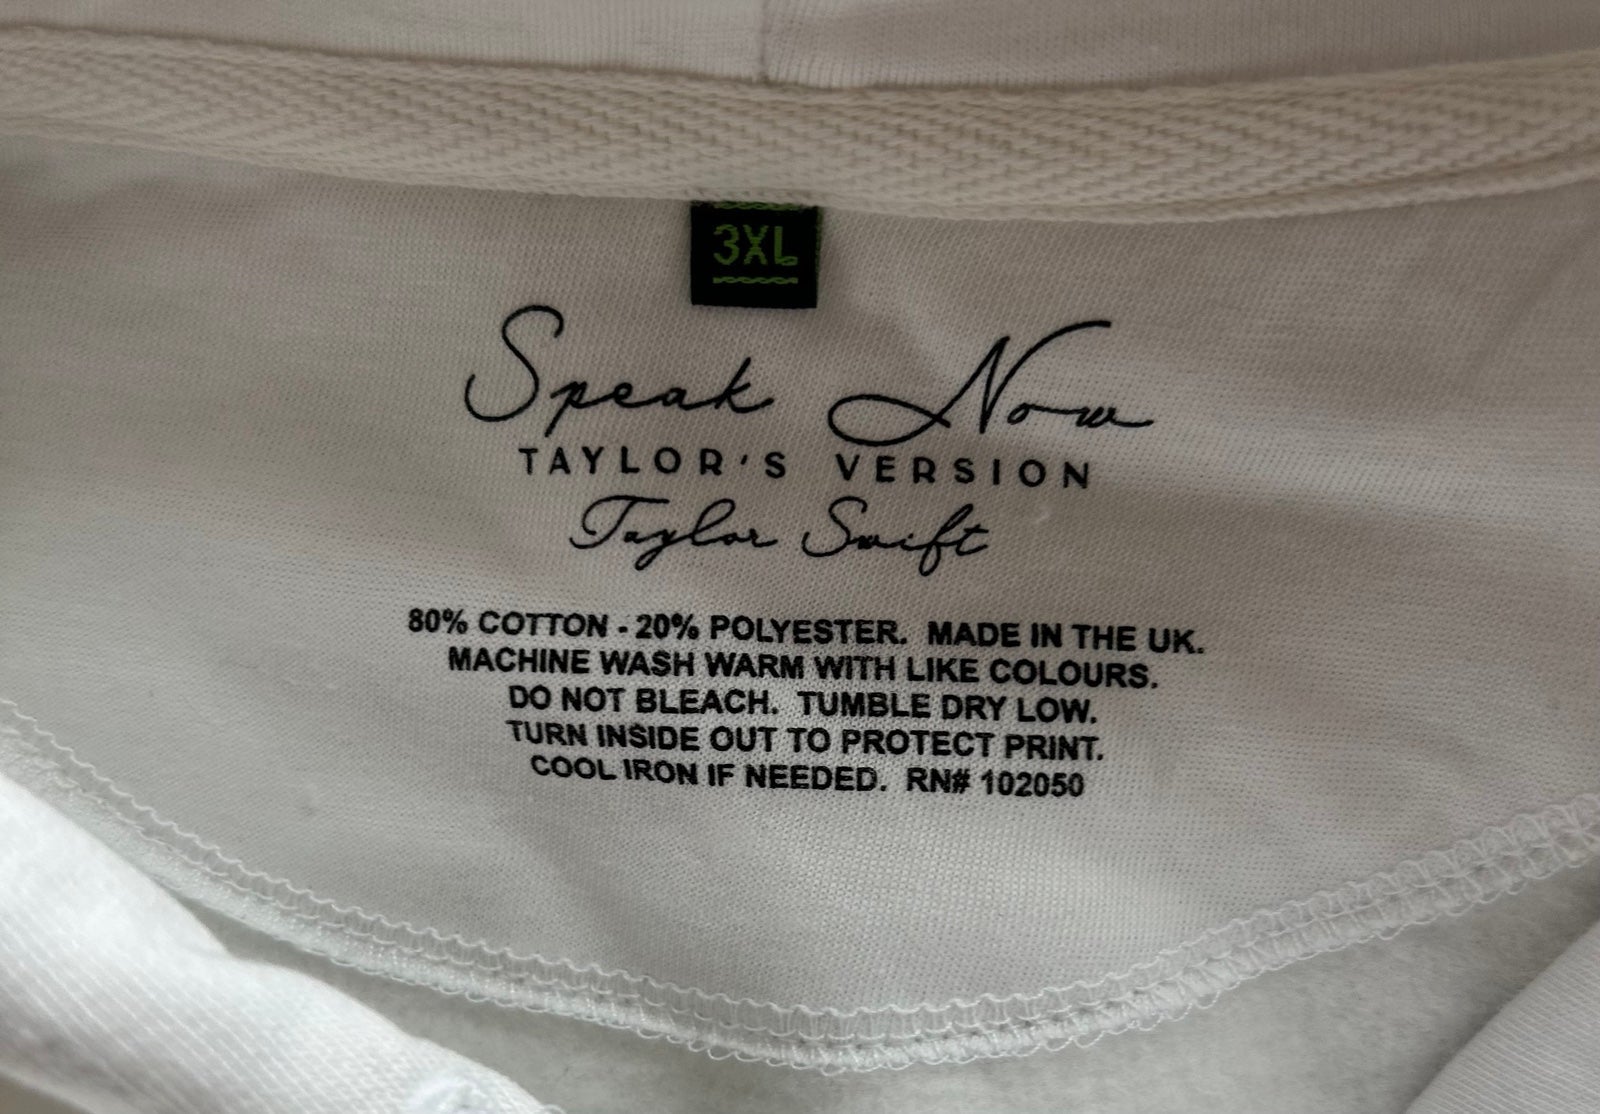 3XL
Speak Now
TAYLOR'S VERSION
Taylor Swift
80% COTTON - 20% POLYESTER. MADE IN THE UK.
MACHINE WASH WARM WITH LIKE COLOURS.
DO NOT BLEACH. TUMBLE DRY LOW.
TURN INSIDE OUT TO PROTECT PRINT.
COOL IRON IF NEEDED. RN# 102050